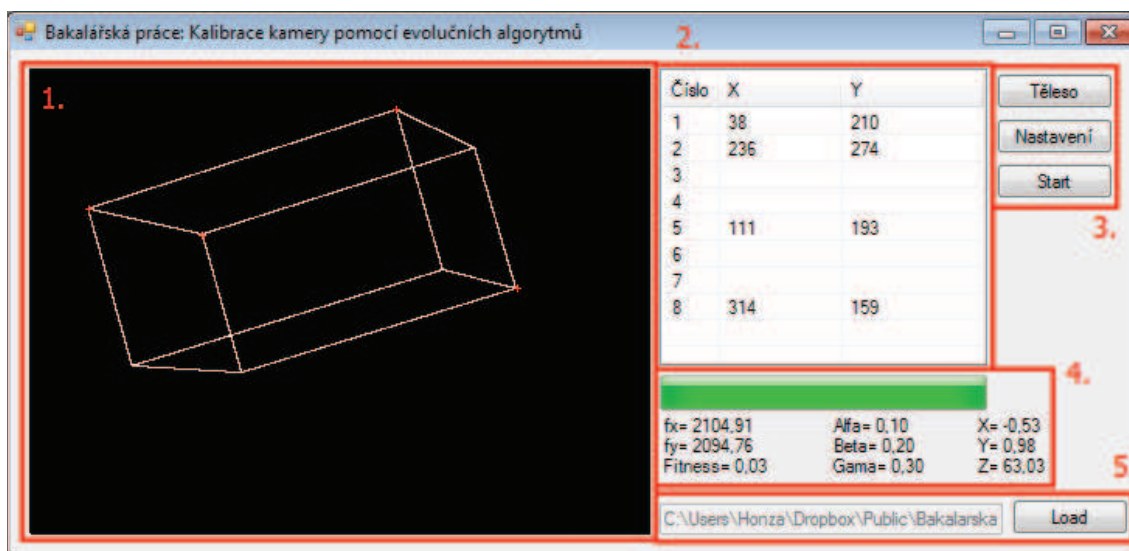 Bakalářská práce: Kalibrace kamery pomocí evolučních algorytmů
1.
2.
Číslo X Y
1 38 210
2 236 274
3
4
5 111 193
6
7
8 314 159
Těleso
Nastavení
Start
3.
4.
fx= 2104,91 Alfa= 0,10 X= -0,53
fy= 2094,76 Beta= 0,20 Y= 0,98
Fitness= 0,03 Gama= 0,30 Z= 63,03
5
C:\Users\Honza\Dropbox\Public\Bakalarska Load